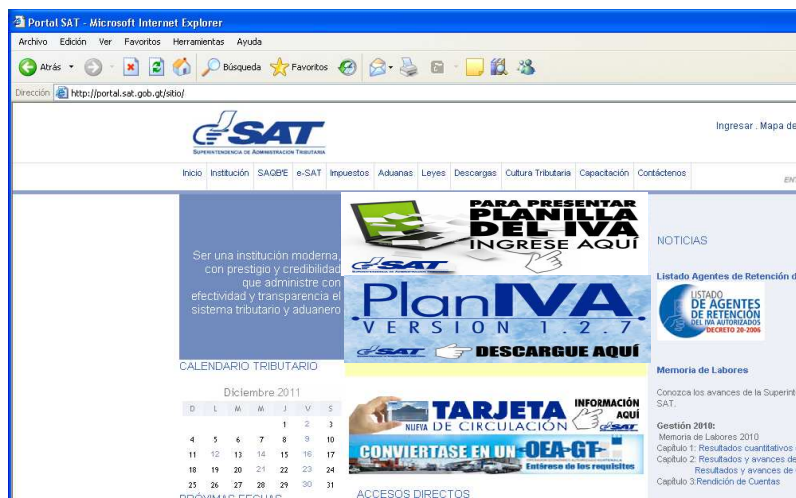 Portal SAT - Microsoft Internet Explorer
Archivo Edición Ver Favoritos Herramientas Ayuda
Atrás Búsqueda Favoritos
Dirección http://portal.sat.gob.gt/sitio/
SAT
SUPERINTENDENCIA DE ADMINISTRACION TRIBUTARIA
Ingresar . Mapa de
Inicio Institución SAQB'E e-SAT Impuestos Aduanas Leyes Descargas Cultura Tributaria Capacitación Contáctenos
Ser una institución moderna,
con prestigio y credibilidad
que administre con
efectividad y transparencia el
sistema tributario y aduanero
CALENDARIO TRIBUTARIO
Diciembre 2011
D L M M J V S
1 2 3
4 5 6 7 8 9 10
11 12 13 14 15 16 17
18 19 20 21 22 23 24
25 26 27 28 29 30 31
PRÓXIMAS FECHAS
PARA PRESENTAR
PLANILLA
DEL IVA
INGRESE AQUÍ
SAT
PlanIVA
VERSION 1.2.7
SAT DESCARGUE AQUÍ
TARJETA
NUEVA DE CIRCULACIÓN
INFORMACIÓN
AQUÍ
SAT
CONVIERTASE EN UN OEA-GT
Entérese de los requisitos
ACCESOS DIRECTOS
NOTICIAS
Listado Agentes de Retención d
LISTADO
DE AGENTES
DE RETENCIÓN
DEL IVA AUTORIZADOS
DECRETO 20-2006
Memoria de Labores
Conozca los avances de la Superint
SAT.
Gestión 2010:
Memoria de Labores 2010
Capítulo 1: Resultados cuantitativos
Capítulo 2: Resultados y avances de
Resultados y avances de
Capítulo 3:Rendición de Cuentas